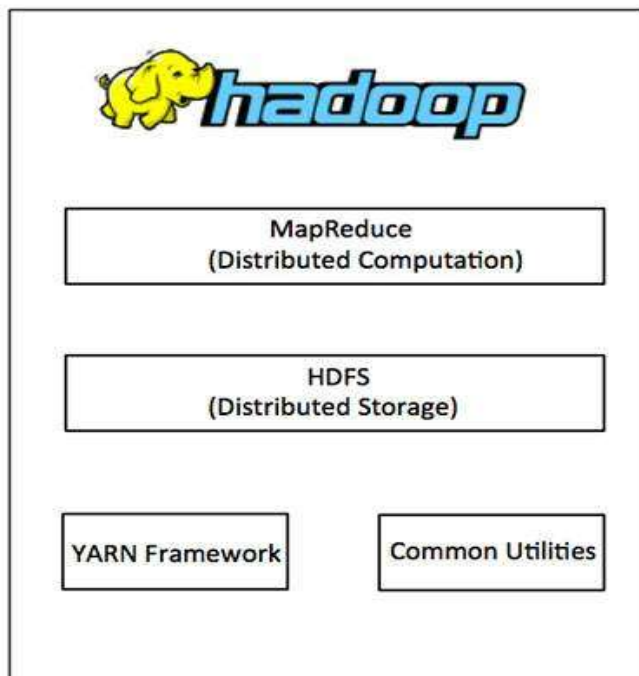 hadoop
MapReduce
(Distributed Computation)
HDFS
(Distributed Storage)
YARN Framework
Common Utilities